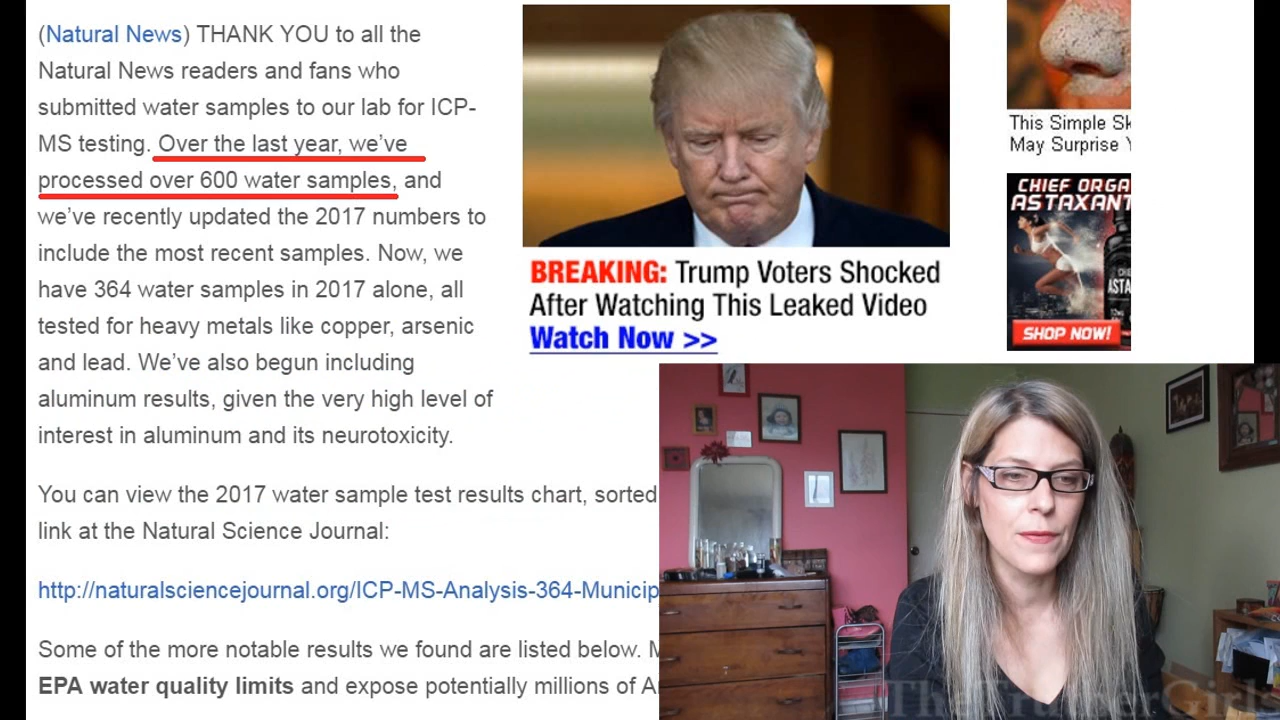 (Natural News) THANK YOU to all the
Natural News readers and fans who
submitted water samples to our lab for ICP-
MS testing. Over the last year, we've
processed over 600 water samples, and
we've recently updated the 2017 numbers to
include the most recent samples. Now, we
have 364 water samples in 2017 alone, all
tested for heavy metals like copper, arsenic
and lead. We've also begun including
aluminum results, given the very high level of
interest in aluminum and its neurotoxicity.
You can view the 2017 water sample test results chart, sorted
link at the Natural Science Journal:
http://naturalsciencejournal.org/ICP-MS-Analysis-364-Municip
Some of the more notable results we found are listed below. M
EPA water quality limits and expose potentially millions of A
BREAKING: Trump Voters Shocked
After Watching This Leaked Video
Watch Now >>
This Simple Sk
May Surprise Y
CHIEF ORGA
ASTAXANT
SHOP NOW!
TheTrutherGirls